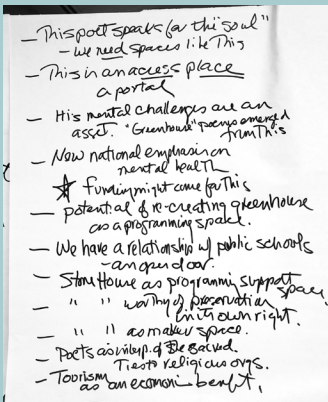 — This poet speaks for the "soul"
- we need spaces like This
— This is an access place
a portal
— His mental challenges are an
asset. "Greenhouse" poems emerged
from This
— New national emphasis on
mental health
☆ funding might come for This
— potential of re-creating greenhouse
as a programming space.
— We have a relationship w/ public schools
- an open door.
— Stone House as programming support
space.
— " " worthy of preservation
in its own right.
— " " as maker space.
— Poets as interp. of the sacred.
Ties to religious orgs.
— Tourism
as an economic benefit.